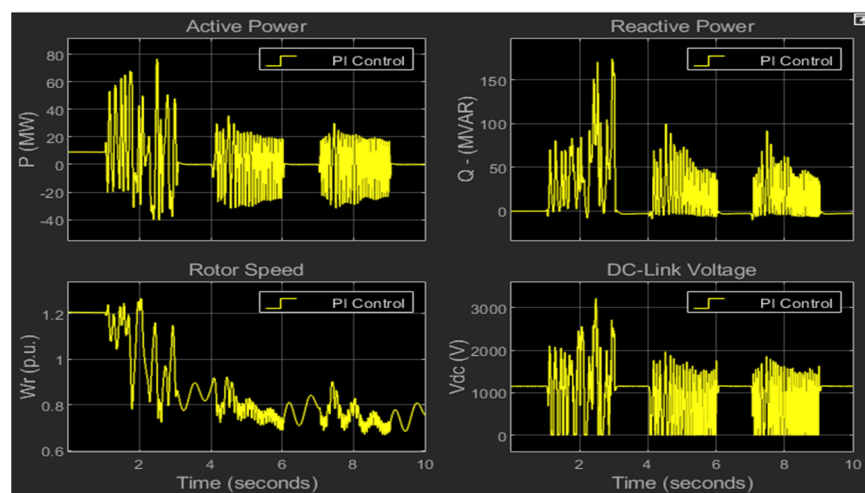 Active Power
PI Control
P (MW)
80
60
40
20
0
-20
-40
Reactive Power
PI Control
Q - (MVAR)
150
100
50
0
Rotor Speed
PI Control
Wr (p.u.)
1.2
1
0.8
0.6
2
4
6
8
10
Time (seconds)
DC-Link Voltage
PI Control
Vdc (V)
3000
2000
1000
0
2
4
6
8
10
Time (seconds)